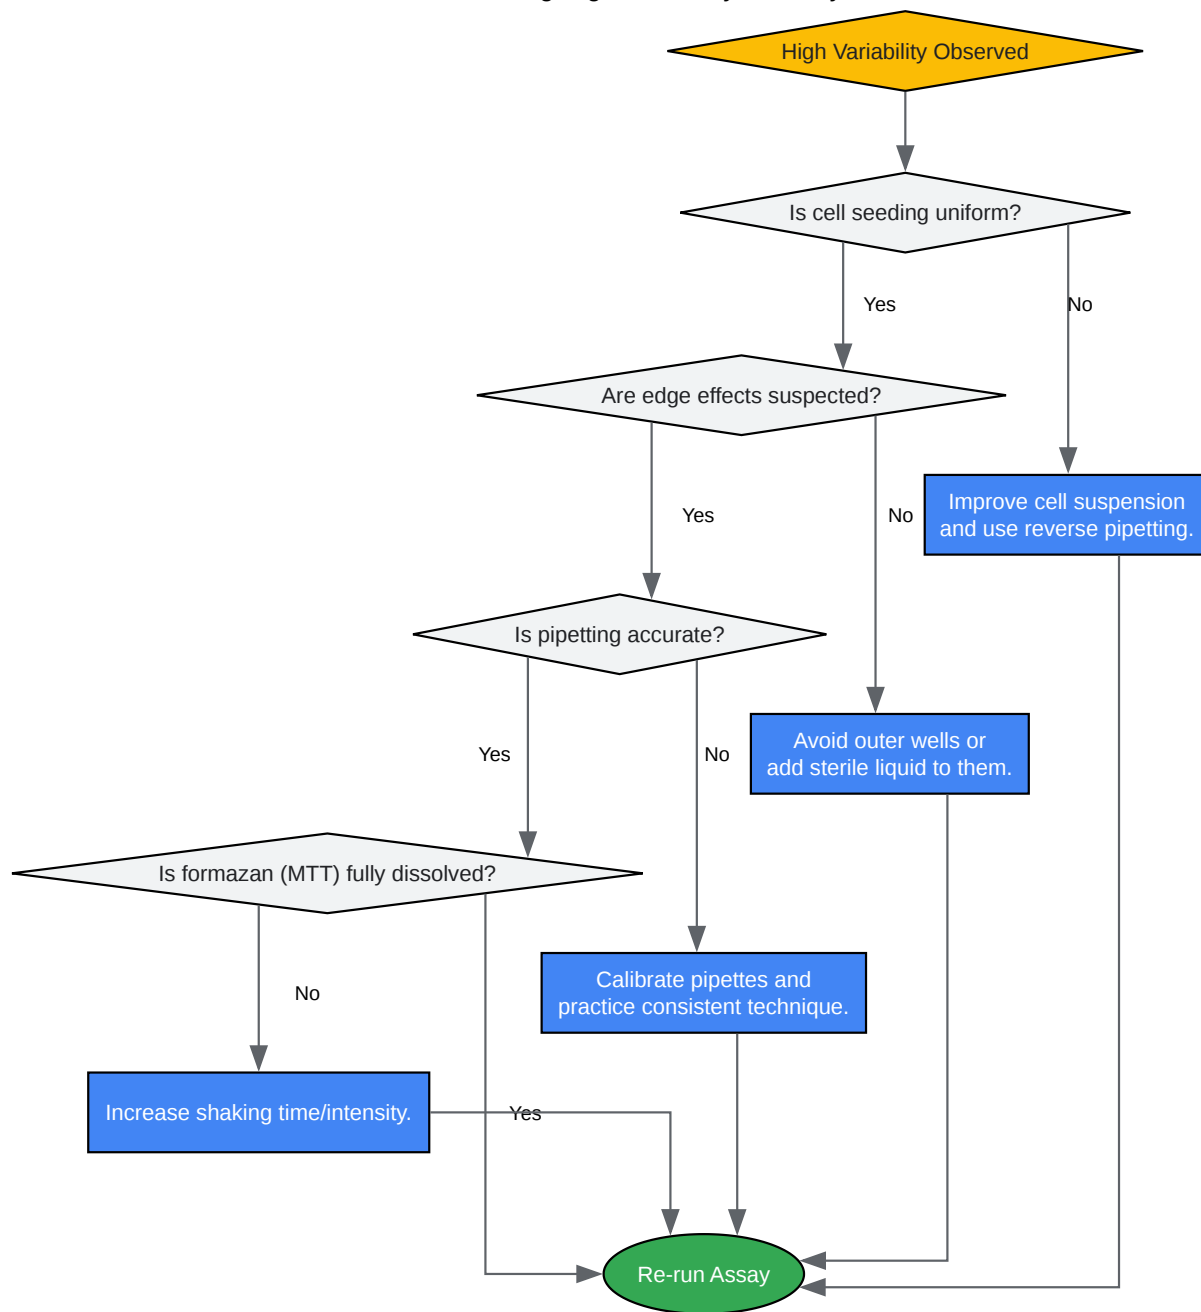 High Variability Observed
Is cell seeding uniform?
Yes
No
Are edge effects suspected?
Improve cell suspension
and use reverse pipetting.
Yes
No
Is pipetting accurate?
Avoid outer wells or
add sterile liquid to them.
Yes
No
Is formazan (MTT) fully dissolved?
Calibrate pipettes and
practice consistent technique.
No
Increase shaking time/intensity.
Yes
Re-run Assay